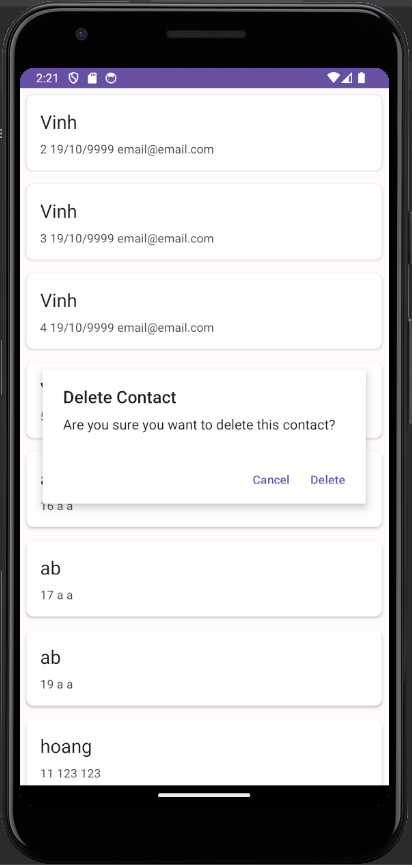 2:21
Vinh
2 19/10/9999 email@email.com
Vinh
3 19/10/9999 email@email.com
Vinh
4 19/10/9999 email@email.com
Delete Contact
Are you sure you want to delete this contact?
Cancel
Delete
16 a a
ab
17 a a
ab
19 a a
hoang
11 123 123